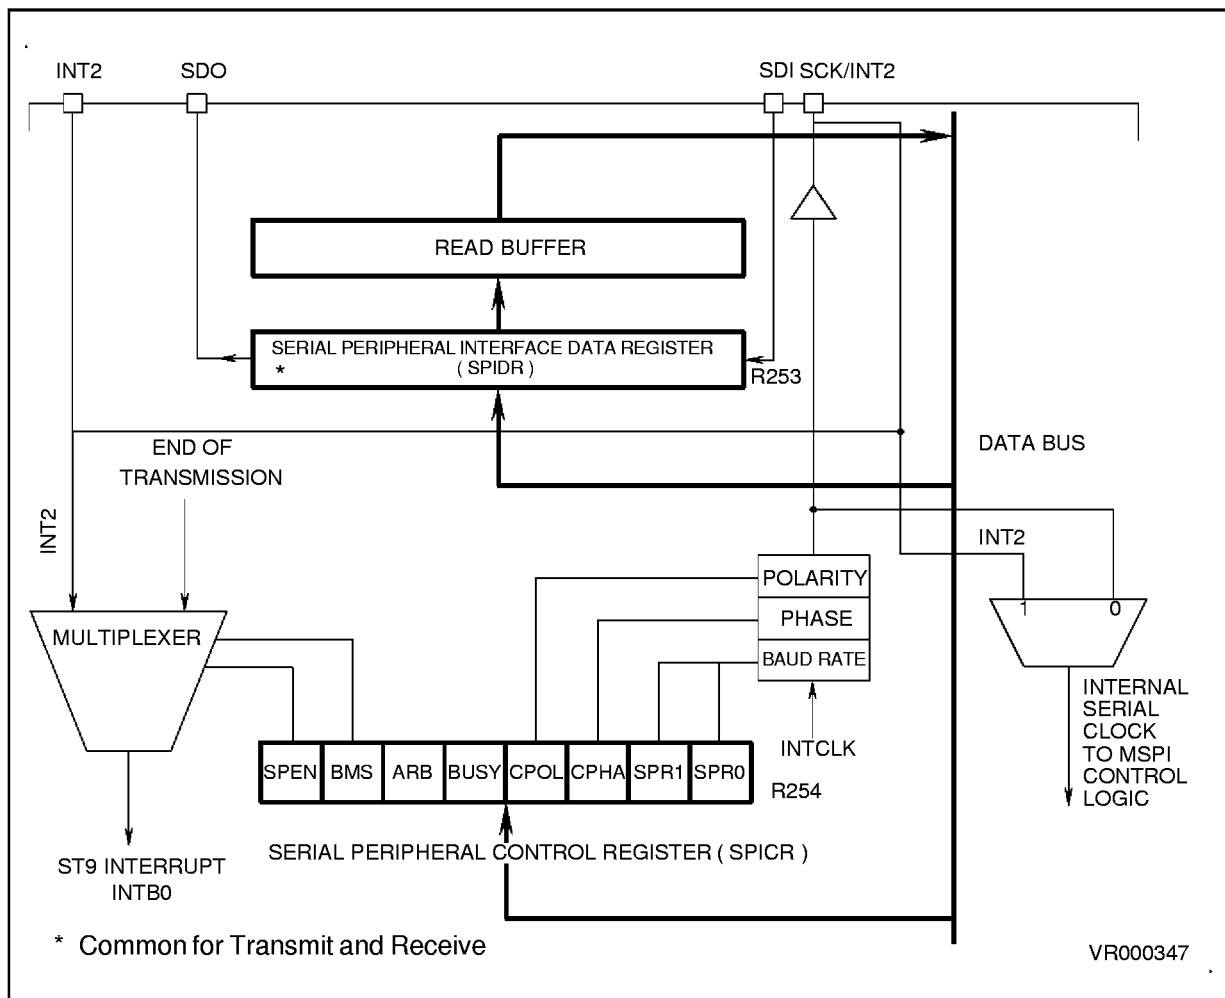 INT2 SDO SDI SCK/INT2
READ BUFFER
SERIAL PERIPHERAL INTERFACE DATA REGISTER
* ( SPIDR )
R253
END OF
TRANSMISSION
DATA BUS
INT2
INT2
POLARITY
PHASE
BAUD RATE
MULTIPLEXER
1 0
INTCLK
INTERNAL
SERIAL
CLOCK
TO MSPI
CONTROL
LOGIC
SPEN BMS ARB BUSY CPOL CPHA SPR1 SPR0
R254
SERIAL PERIPHERAL CONTROL REGISTER ( SPICR )
ST9 INTERRUPT
INTB0
* Common for Transmit and Receive
VR000347